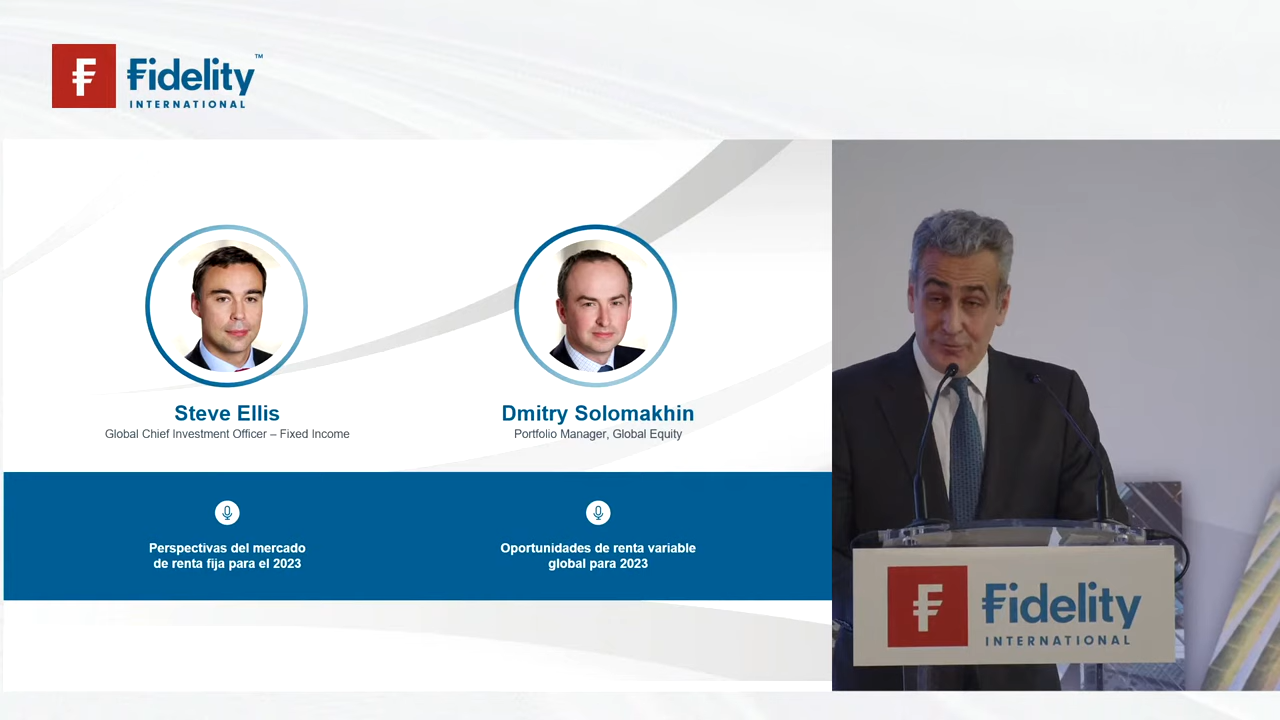 Fidelity™
INTERNATIONAL
Steve Ellis
Global Chief Investment Officer – Fixed Income
Dmitry Solomakhin
Portfolio Manager, Global Equity
Perspectivas del mercado
de renta fija para el 2023
Oportunidades de renta variable
global para 2023
Fidelity
INTERNATIONAL